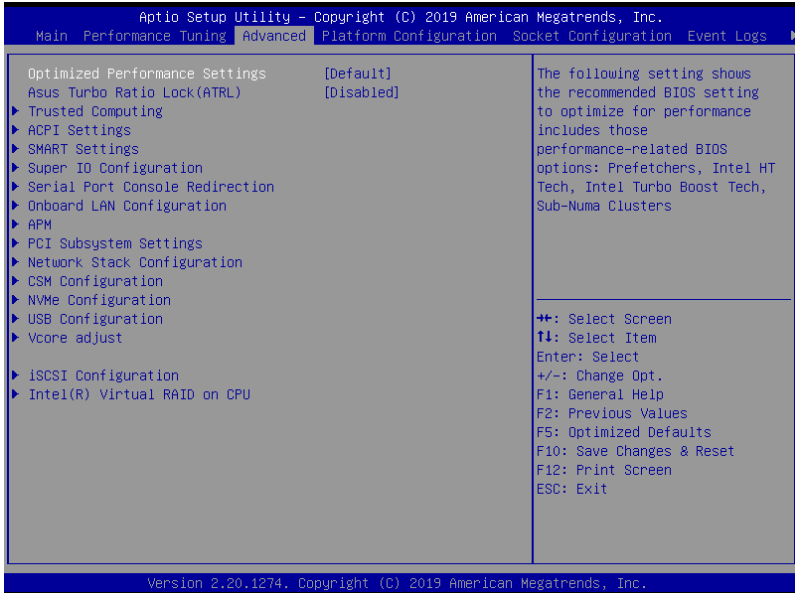 Aptio Setup Utility – Copyright (C) 2019 American Megatrends, Inc.
Main Performance Tuning Advanced Platform Configuration Socket Configuration Event Logs
Optimized Performance Settings [Default]
Asus Turbo Ratio Lock(ATRL) [Disabled]
Trusted Computing
ACPI Settings
SMART Settings
Super IO Configuration
Serial Port Console Redirection
Onboard LAN Configuration
APM
PCI Subsystem Settings
Network Stack Configuration
CSM Configuration
NVMe Configuration
USB Configuration
Vcore adjust
iSCSI Configuration
Intel(R) Virtual RAID on CPU
The following setting shows
the recommended BIOS setting
to optimize for performance
includes those
performance-related BIOS
options: Prefetchers, Intel HT
Tech, Intel Turbo Boost Tech,
Sub-Numa Clusters
→←: Select Screen
↑↓: Select Item
Enter: Select
+/-: Change Opt.
F1: General Help
F2: Previous Values
F5: Optimized Defaults
F10: Save Changes & Reset
F12: Print Screen
ESC: Exit
Version 2.20.1274. Copyright (C) 2019 American Megatrends, Inc.